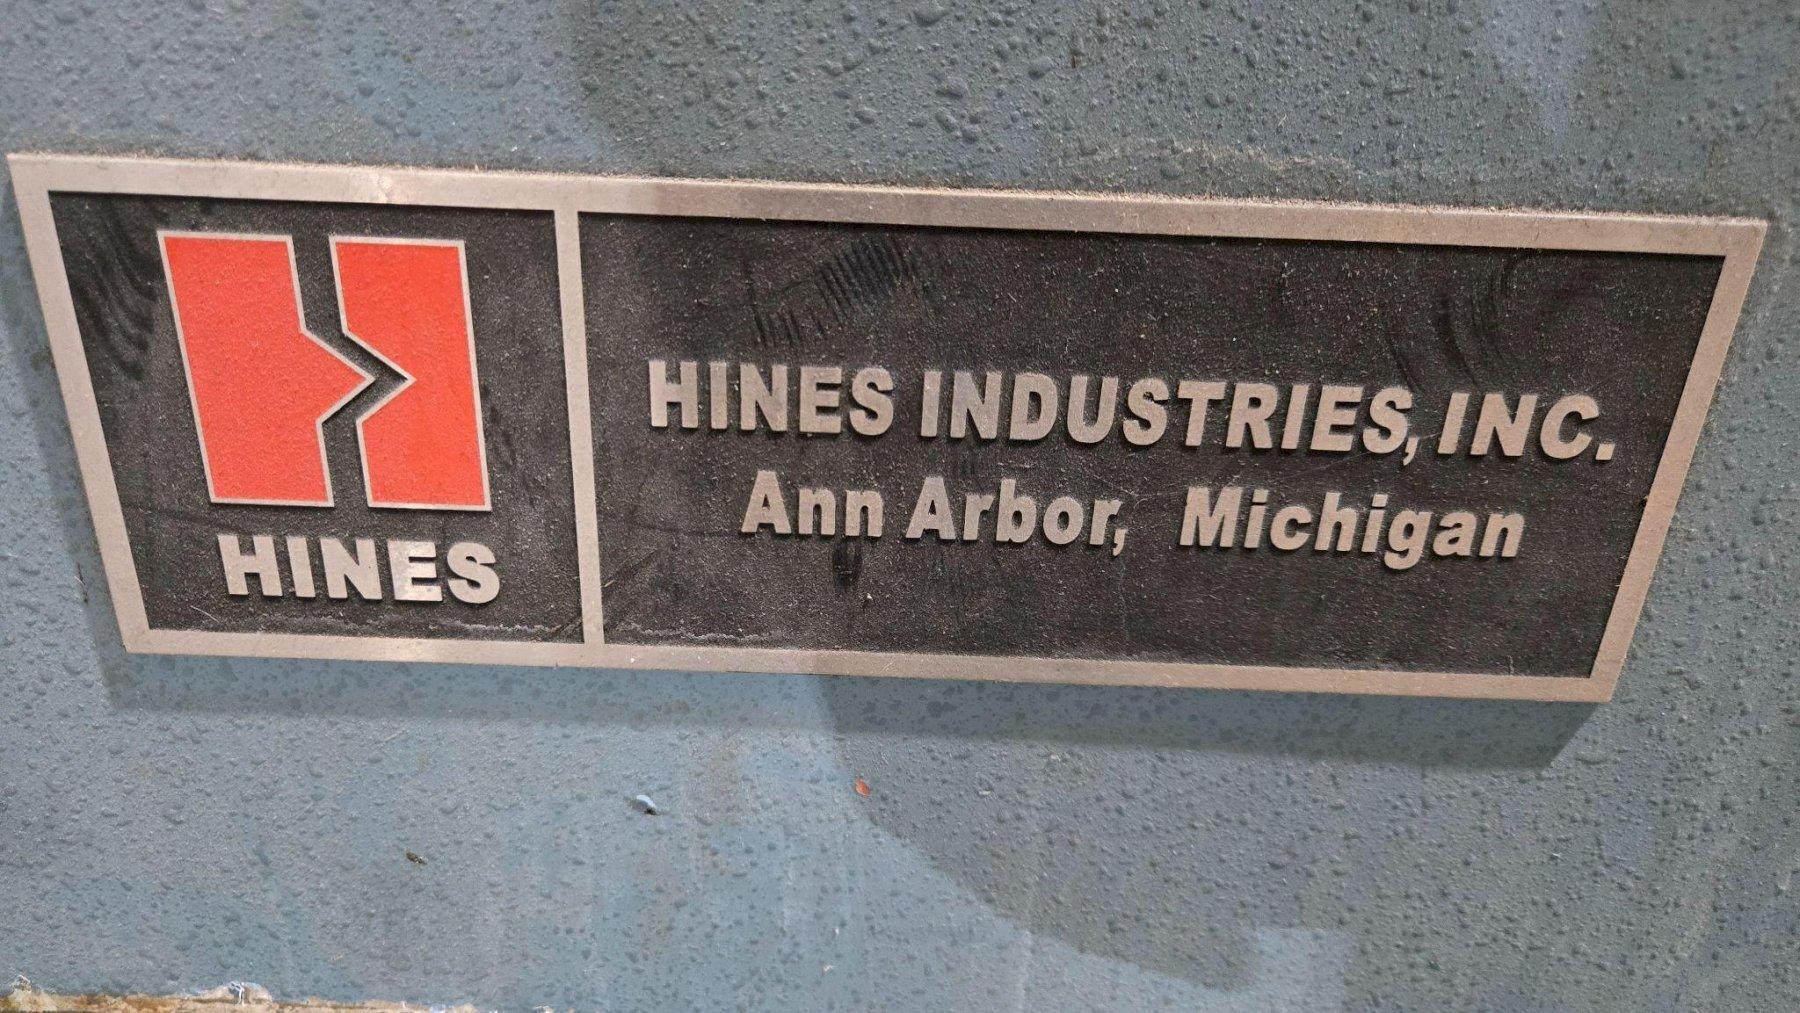 HINES
HINES INDUSTRIES, INC.
Ann Arbor, Michigan